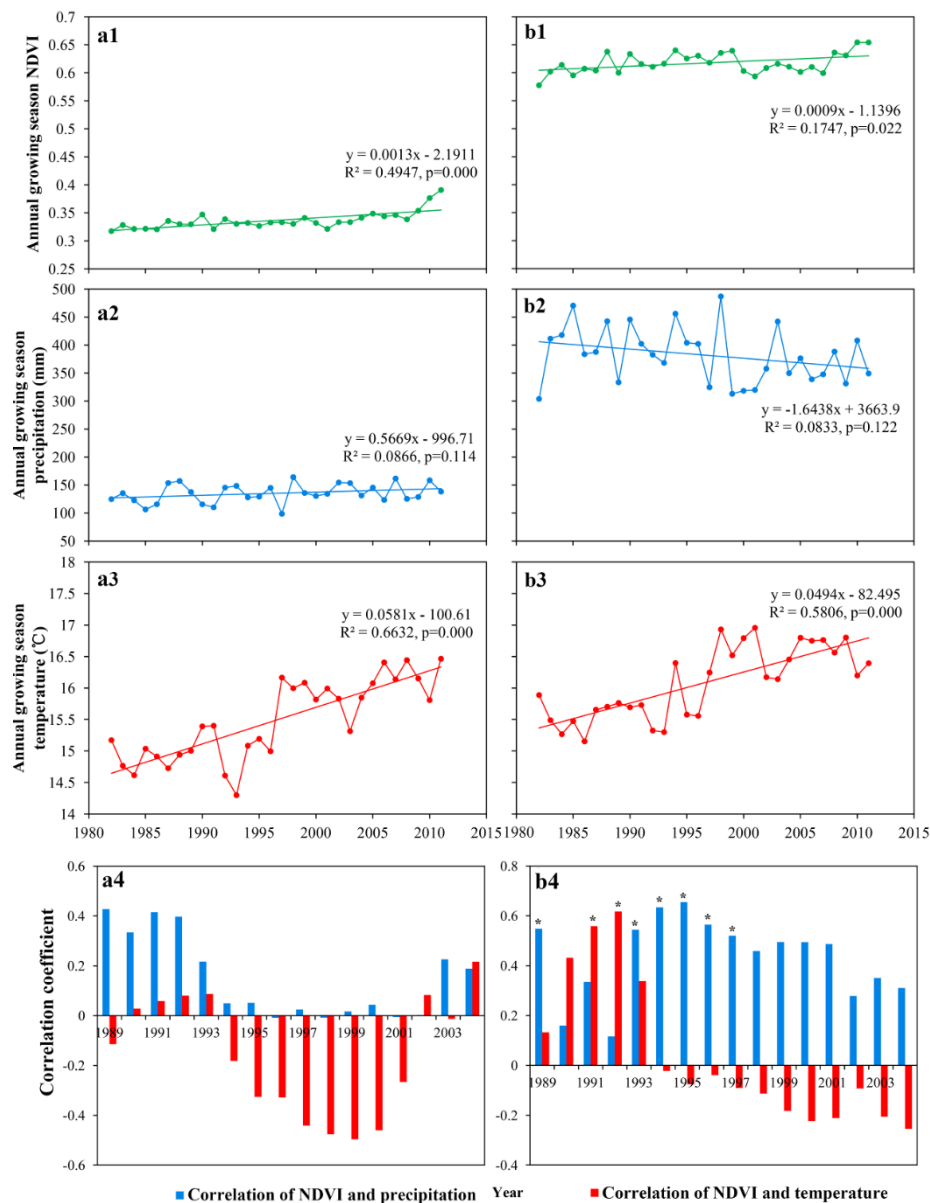 a1
b1
Annual growing season NDVI
0.7
0.65
0.6
0.55
0.5
0.45
0.4
0.35
0.3
0.25
y = 0.0013x - 2.1911
R² = 0.4947, p=0.000
y = 0.0009x - 1.1396
R² = 0.1747, p=0.022
a2
b2
Annual growing season
precipitation (mm)
500
450
400
350
300
250
200
150
100
50
y = 0.5669x - 996.71
R² = 0.0866, p=0.114
y = -1.6438x + 3663.9
R² = 0.0833, p=0.122
a3
b3
Annual groving season
temperature (℃)
18
17.5
17
16.5
16
15.5
15
14.5
14
y = 0.0581x - 100.61
R² = 0.6632, p=0.000
y = 0.0494x - 82.495
R² = 0.5806, p=0.000
1980 1985 1990 1995 2000 2005 2010 2015
1980 1985 1990 1995 2000 2005 2010 2015
a4
b4
Correlation coefficient
0.6
0.4
0.2
0
-0.2
-0.4
-0.6
1989 1991 1993 1995 1997 1999 2001 2003
0.8
0.6
0.4
0.2
0
-0.2
-0.4
* * * * * * * *
1989 1991 1993 1995 1997 1999 2001 2003
Correlation of NDVI and precipitation Year Correlation of NDVI and temperature